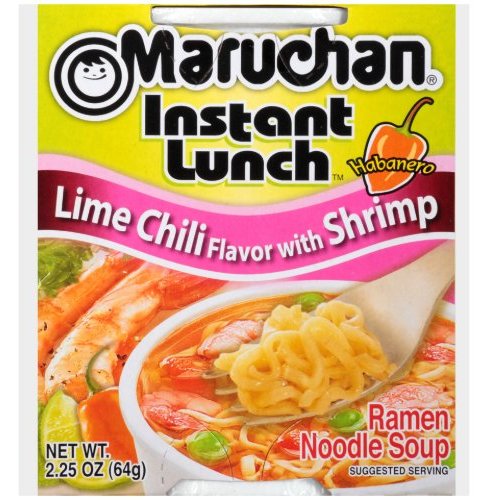 Maruchan®
Instant
Lunch™
Habanero
Lime Chili Flavor with Shrimp
Ramen
Noodle Soup
SUGGESTED SERVING
NET WT.
2.25 OZ (64g)